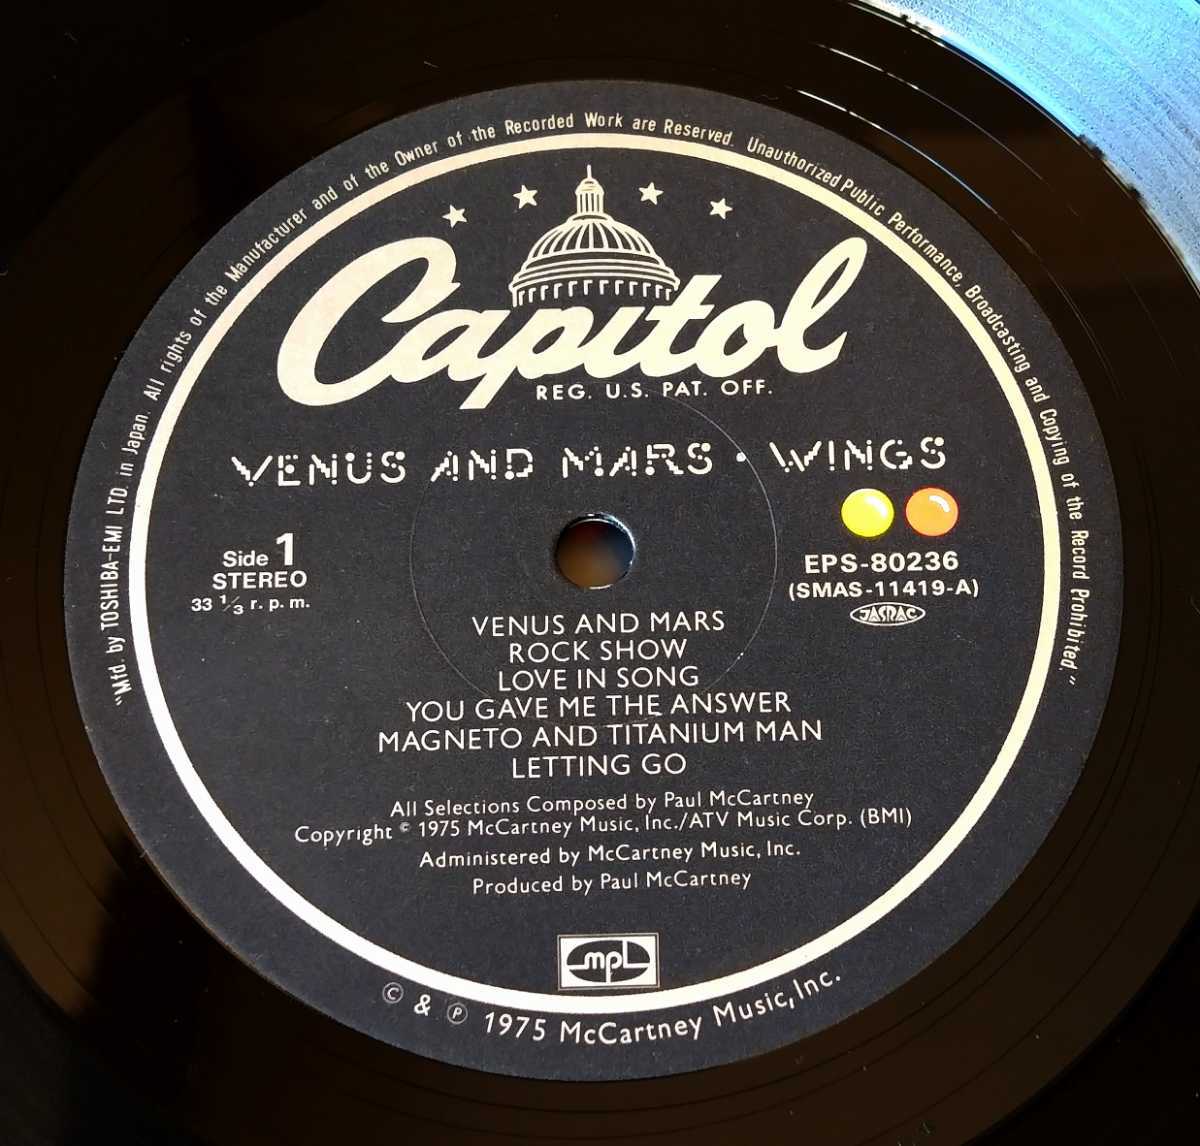 "Mfd. by TOSHIBA-EMI LTD. in Japan. All rights of the Manufacturer and of the Owner of the Recorded Work are Reserved. Unauthorized Public Performance, Broadcasting and Copying of the Record Prohibited."
Capitol
REG. U.S. PAT. OFF.
VENUS AND MARS • WINGS
Side 1
STEREO
33 1/3 r.p.m.
EPS-80236
(SMAS-11419-A)
JASRAC
VENUS AND MARS
ROCK SHOW
LOVE IN SONG
YOU GAVE ME THE ANSWER
MAGNETO AND TITANIUM MAN
LETTING GO
All Selections Composed by Paul McCartney
Copyright © 1975 McCartney Music, Inc./ATV Music Corp. (BMI)
Administered by McCartney Music, Inc.
Produced by Paul McCartney
mpl
© & ℗ 1975 McCartney Music, Inc.